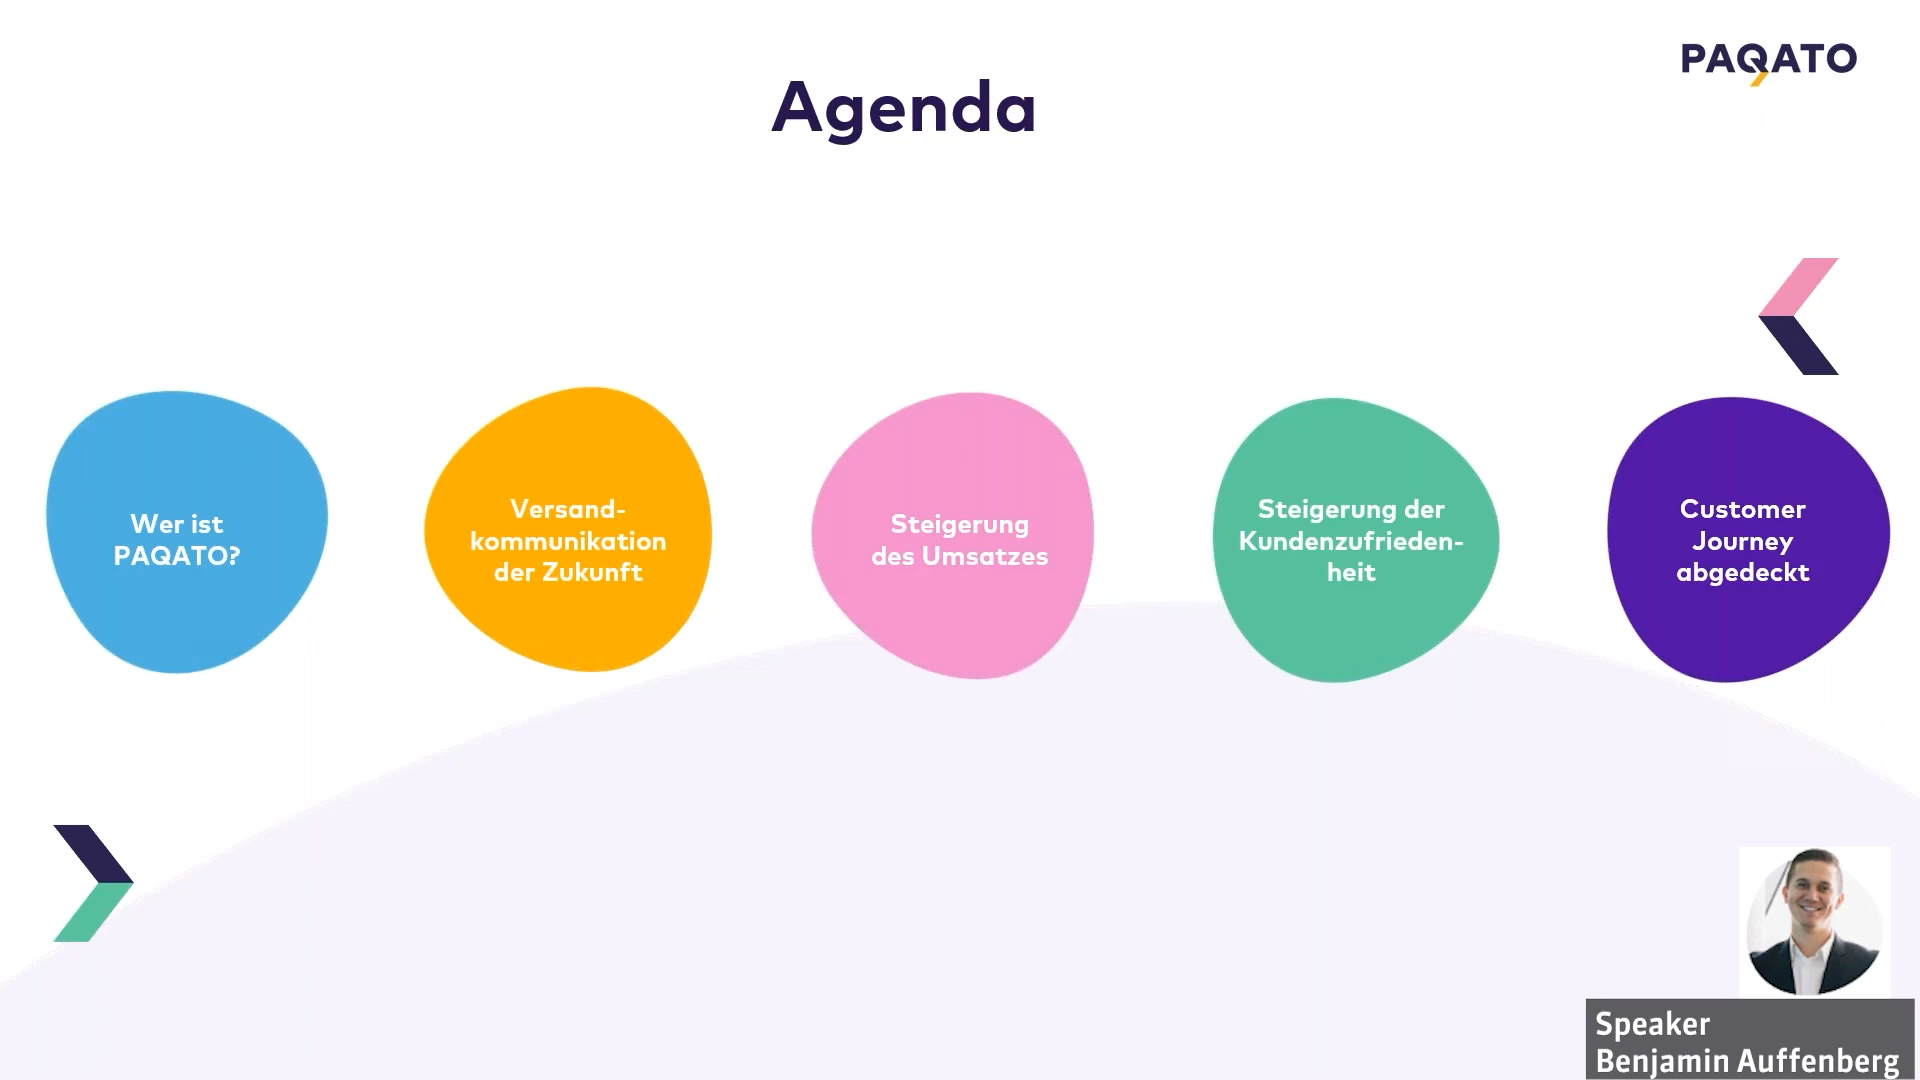 PAQATO
Agenda
Wer ist
PAQATO?
Versand-
kommunikation
der Zukunft
Steigerung
des Umsatzes
Steigerung der
Kundenzufrieden-
heit
Customer
Journey
abgedeckt
Speaker
Benjamin Auffenberg